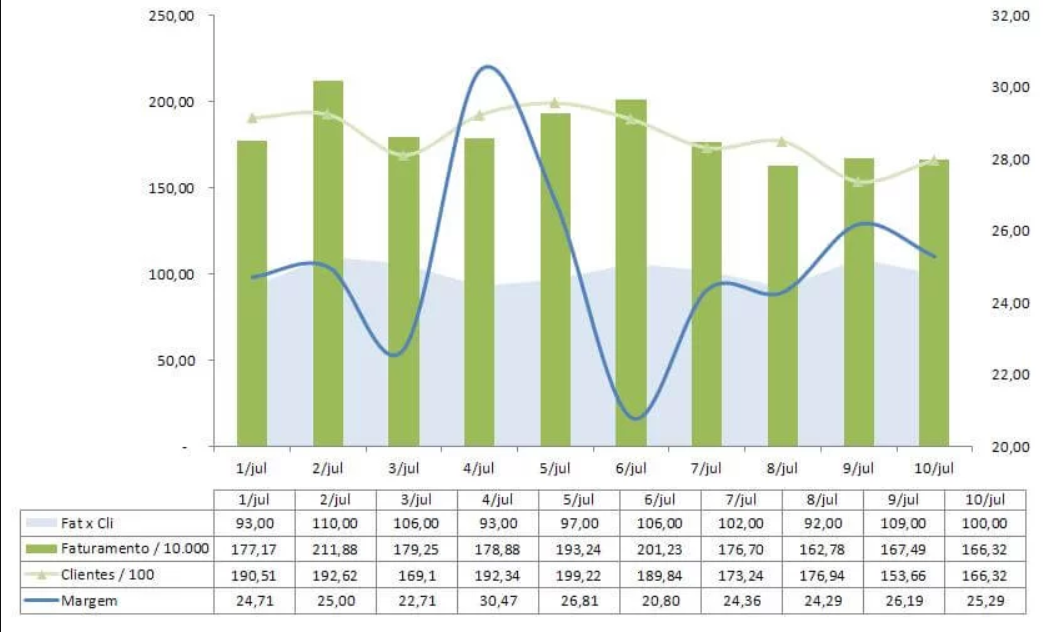 250,00 32,00
30,00
200,00
28,00
150,00
26,00
100,00
24,00
50,00
22,00
- 20,00
1/jul 2/jul 3/jul 4/jul 5/jul 6/jul 7/jul 8/jul 9/jul 10/jul
1/jul 2/jul 3/jul 4/jul 5/jul 6/jul 7/jul 8/jul 9/jul 10/jul
Fat x Cli 93,00 110,00 106,00 93,00 97,00 106,00 102,00 92,00 109,00 100,00
Faturamento / 10.000 177,17 211,88 179,25 178,88 193,24 201,23 176,70 162,78 167,49 166,32
Clientes / 100 190,51 192,62 169,1 192,34 199,22 189,84 173,24 176,94 153,66 166,32
Margem 24,71 25,00 22,71 30,47 26,81 20,80 24,36 24,29 26,19 25,29